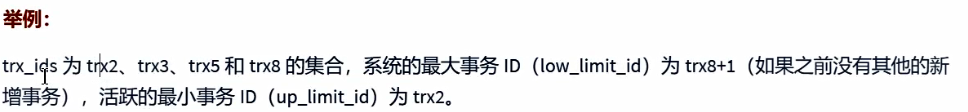 举例：
trx_ids 为 trx2、trx3、trx5 和 trx8 的集合，系统的最大事务 ID（low_limit_id）为 trx8+1（如果之前没有其他的新
增事务），活跃的最小事务 ID（up_limit_id）为 trx2。